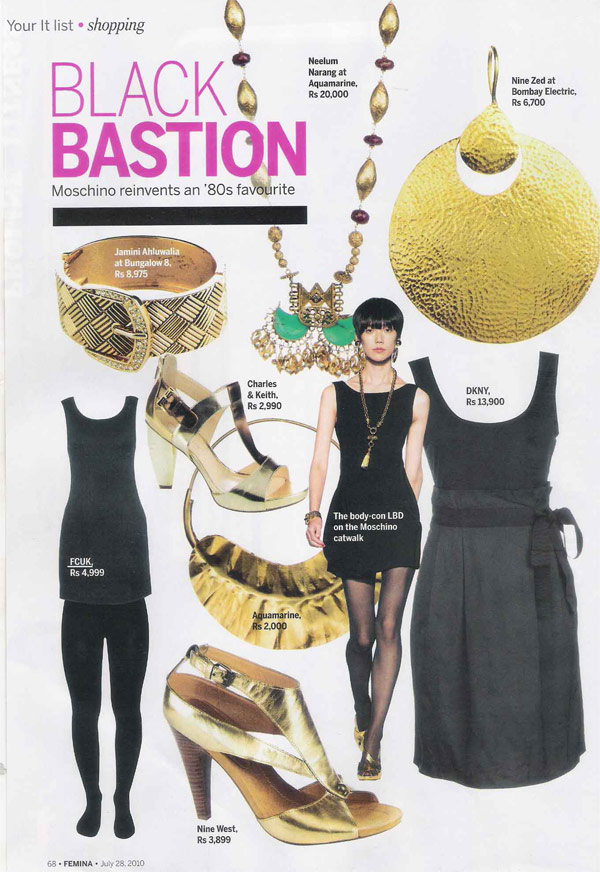 Your It list • shopping
BLACK
BASTION
Moschino reinvents an '80s favourite
Neelum
Narang at
Aquamarine,
Rs 20,000
Nine Zed at
Bombay Electric,
Rs 6,700
Jamini Ahluwalia
at Bungalow 8,
Rs 8,975
Charles
& Keith,
Rs 2,990
DKNY,
Rs 13,900
The body-con LBD
on the Moschino
catwalk
FCUK,
Rs 4,999
Aquamarine,
Rs 2,000
Nine West,
Rs 3,899
68 • FEMINA • July 28, 2010